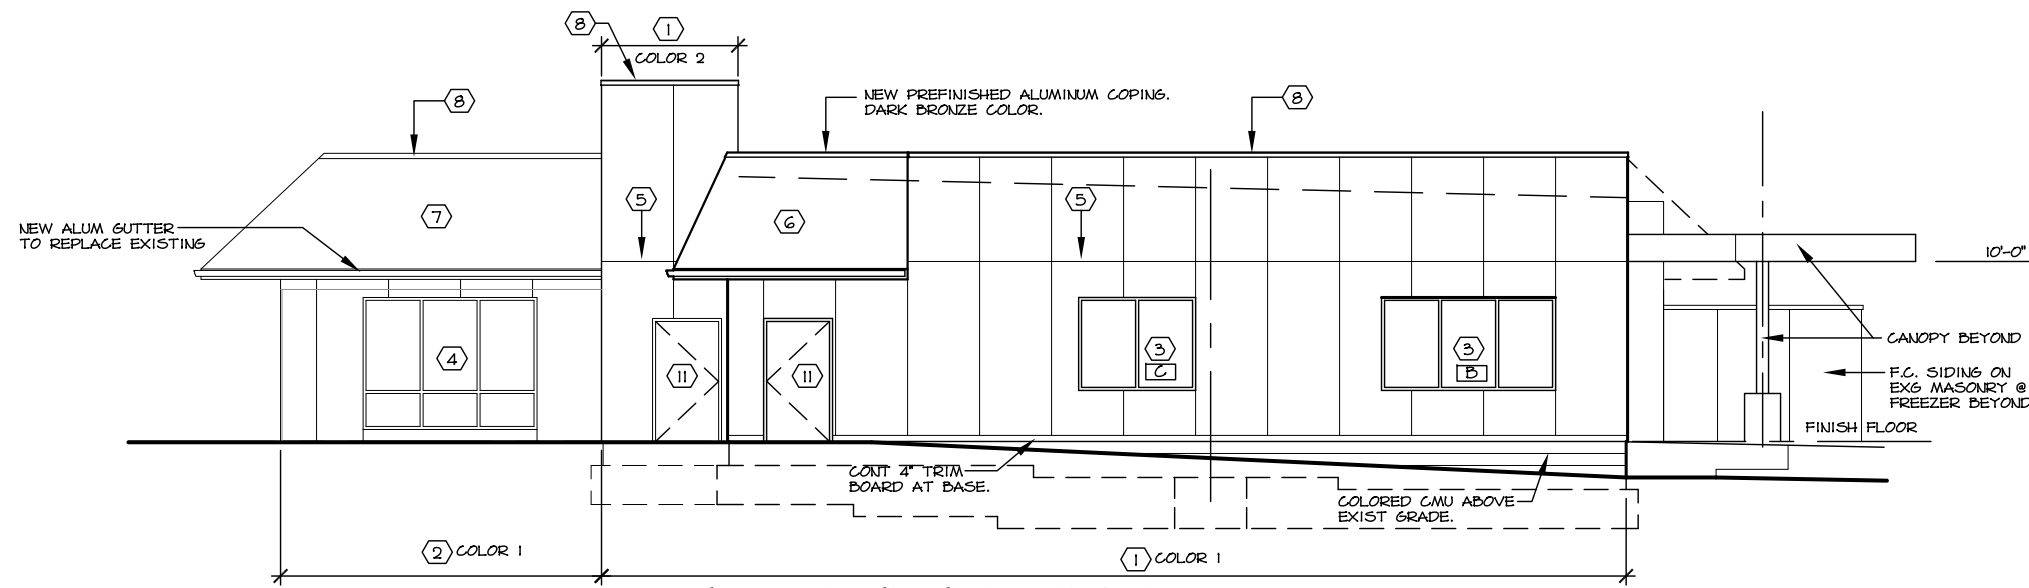 8
1
COLOR 2
8
NEW PREFINISHED ALUMINUM COPING.
DARK BRONZE COLOR.
8
5
5
7
6
NEW ALUM GUTTER
TO REPLACE EXISTING
10'-0"
4
11
11
3
C
3
B
CANOPY BEYOND
F.C. SIDING ON
EXG MASONRY @
FREEZER BEYOND
FINISH FLOOR
CONT 4" TRIM
BOARD AT BASE.
COLORED CMU ABOVE
EXIST GRADE.
2 COLOR 1
1 COLOR 1